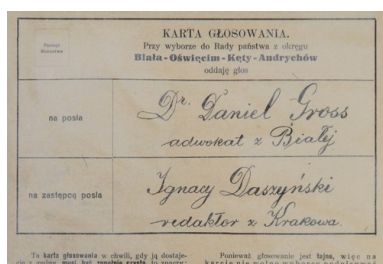 KARTA GŁOSOWANIA.
Przy wyborze do Rady państwa z okręgu
Biała-Oświęcim-Kęty-Andrychów
oddaję głos
na posła
Dr. Daniel Gross
adwokat z Białej
na zastępcę posła
Ignacy Daszyński
redaktor z Krakowa.
Ta karta głosowania w chwili, gdy ją dostaje-
Ponieważ głosowanie jest tajne, więc na